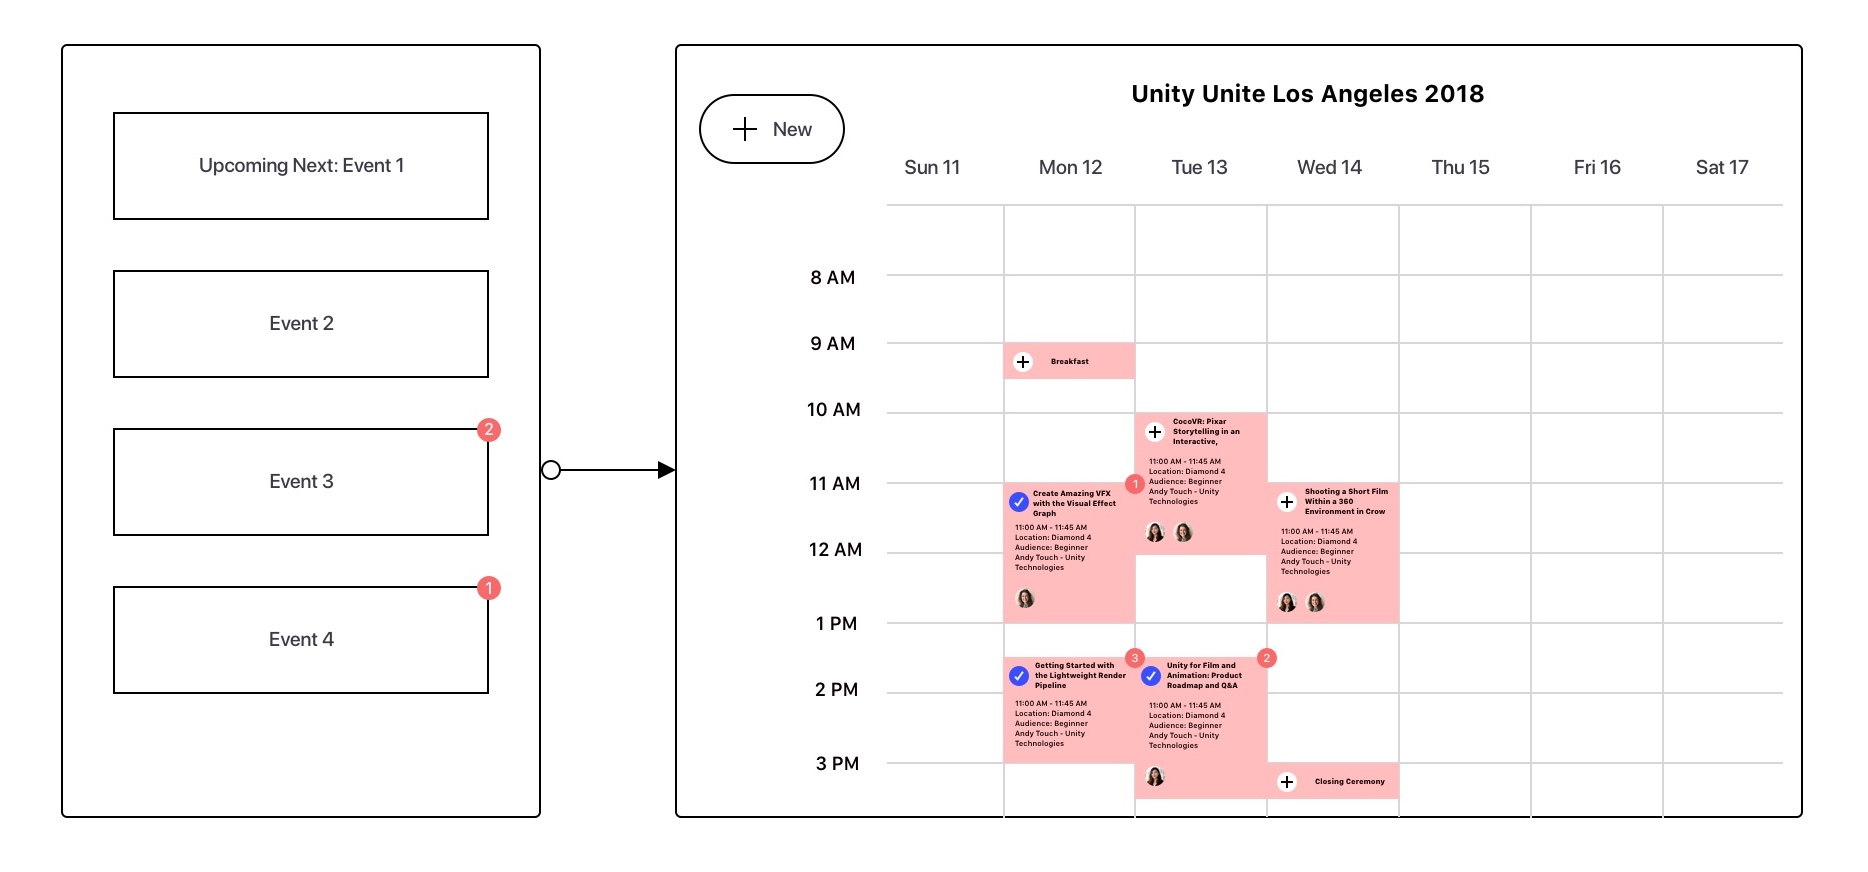 Upcoming Next: Event 1
Event 2
2
Event 3
1
Event 4
New
Unity Unite Los Angeles 2018
Sun 11 Mon 12 Tue 13 Wed 14 Thu 15 Fri 16 Sat 17
8 AM
9 AM
10 AM
11 AM
12 AM
1 PM
2 PM
3 PM
Breakfast
1
Create Amazing VFX
with the Visual Effect
Graph
11:00 AM - 11:45 AM
Location: Diamond 4
Audience: Beginner
Andy Touch - Unity
Technologies
3
Getting Started with
the Lightweight Render
Pipeline
11:00 AM - 11:45 AM
Location: Diamond 4
Audience: Beginner
Andy Touch - Unity
Technologies
CocoVR: Pixar
Storytelling in an
Interactive,
11:00 AM - 11:45 AM
Location: Diamond 4
Audience: Beginner
Andy Touch - Unity
Technologies
2
Unity for Film and
Animation: Product
Roadmap and Q&A
11:00 AM - 11:45 AM
Location: Diamond 4
Audience: Beginner
Andy Touch - Unity
Technologies
Shooting a Short Film
Within a 360
Environment in Crow
11:00 AM - 11:45 AM
Location: Diamond 4
Audience: Beginner
Andy Touch - Unity
Technologies
Closing Ceremony